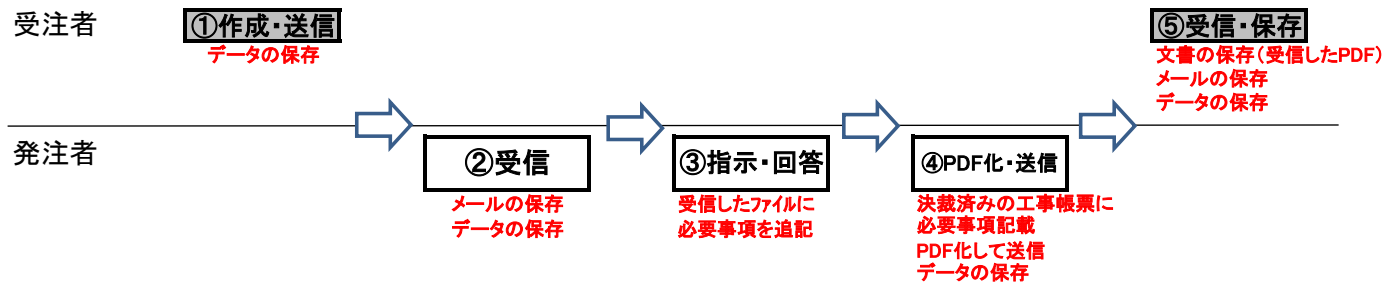 受注者
①作成・送信
データの保存
⑤受信・保存
文書の保存（受信したPDF）
メールの保存
データの保存
発注者
②受信
メールの保存
データの保存
③指示・回答
受信したファイルに
必要事項を追記
④PDF化・送信
決裁済みの工事帳票に
必要事項記載
PDF化して送信
データの保存